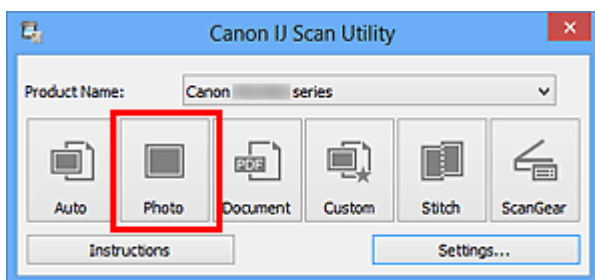 Canon IJ Scan Utility
Product Name: Canon series
PDF
Auto Photo Document Custom Stitch ScanGear
Instructions Settings...